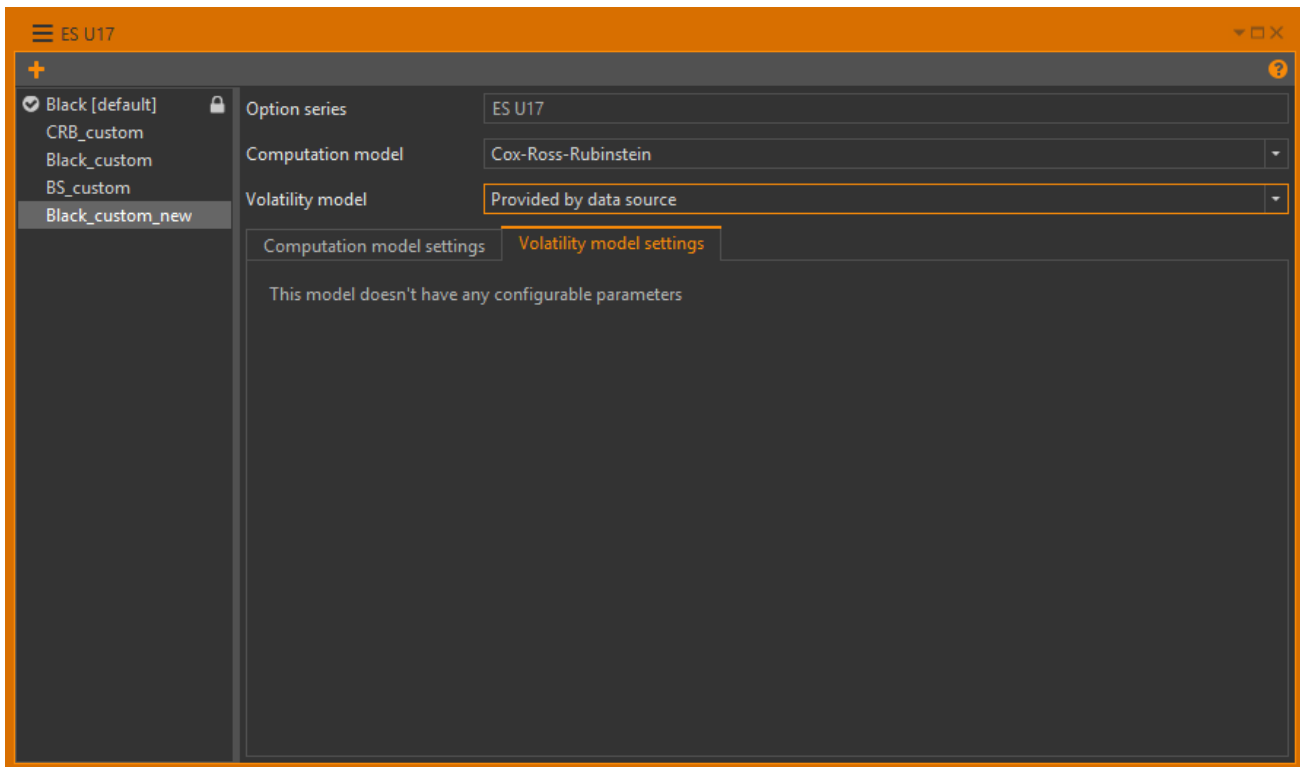 ES U17
+
?
Black [default]
CRB_custom
Black_custom
BS_custom
Black_custom_new
Option series ES U17
Computation model Cox-Ross-Rubinstein
Volatility model Provided by data source
Computation model settings Volatility model settings
This model doesn't have any configurable parameters